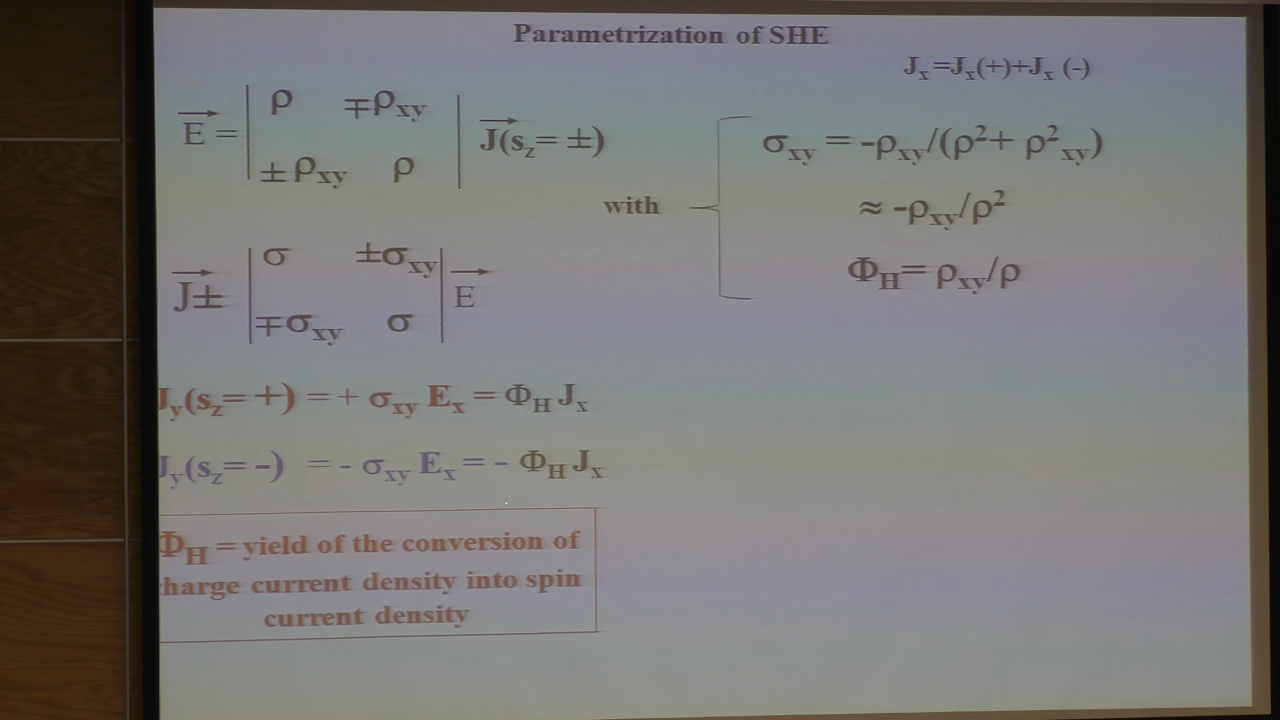 Parametrization of SHE
Jx =Jx(+)+Jx (-)
E = | ρ ∓ρxy | J(sz= ±)
| ±ρxy ρ |
with
σxy = -ρxy/(ρ²+ ρ²xy)
≈ -ρxy/ρ²
ΦH= ρxy/ρ
J± | σ ±σxy | E
| ∓σxy σ |
Jy(sz= +) = + σxy Ex = ΦH Jx
Jy(sz= -) = - σxy Ex = - ΦH Jx
ΦH = yield of the conversion of
harge current density into spin
current density